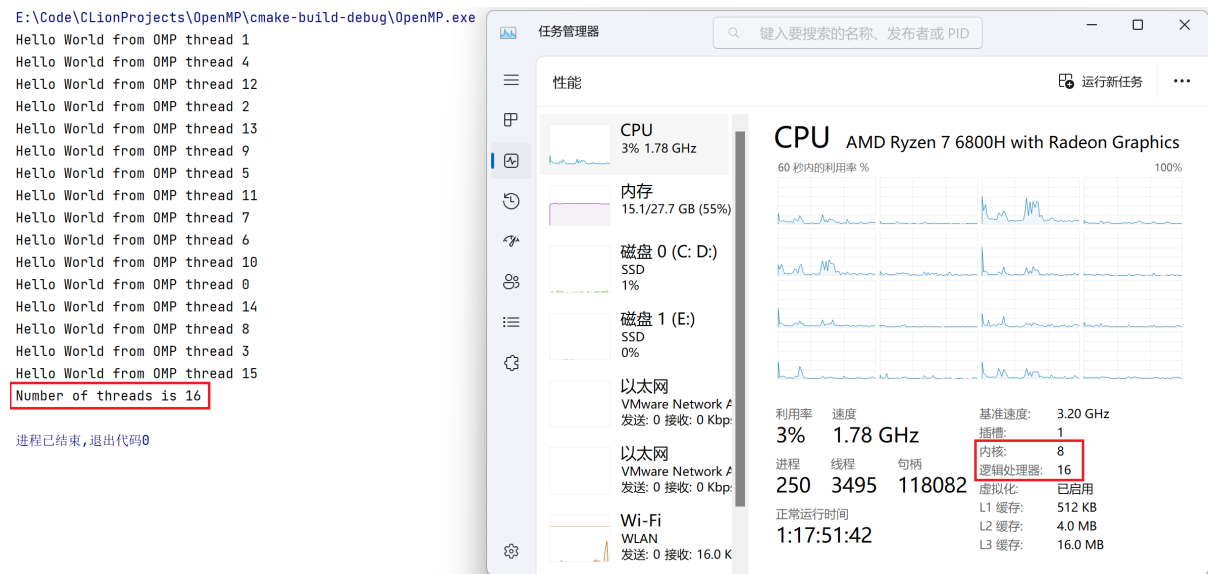 E:\Code\CLionProjects\OpenMP\cmake-build-debug\OpenMP.exe
Hello World from OMP thread 1
Hello World from OMP thread 4
Hello World from OMP thread 12
Hello World from OMP thread 2
Hello World from OMP thread 13
Hello World from OMP thread 9
Hello World from OMP thread 5
Hello World from OMP thread 11
Hello World from OMP thread 7
Hello World from OMP thread 6
Hello World from OMP thread 10
Hello World from OMP thread 0
Hello World from OMP thread 14
Hello World from OMP thread 8
Hello World from OMP thread 3
Hello World from OMP thread 15
Number of threads is 16
进程已结束,退出代码0
任务管理器
键入要搜索的名称、发布者或 PID
性能
运行新任务
CPU
3% 1.78 GHz
内存
15.1/27.7 GB (55%)
磁盘 0 (C: D:)
SSD
1%
磁盘 1 (E:)
SSD
0%
以太网
VMware Network A
发送: 0 接收: 0 Kbp
以太网
VMware Network A
发送: 0 接收: 0 Kbp
Wi-Fi
WLAN
发送: 0 接收: 16.0 K
CPU AMD Ryzen 7 6800H with Radeon Graphics
60 秒内的利用率 % 100%
利用率 速度
3% 1.78 GHz
进程 线程 句柄
250 3495 118082
正常运行时间
1:17:51:42
基准速度: 3.20 GHz
插槽: 1
内核: 8
逻辑处理器: 16
虚拟化: 已启用
L1 缓存: 512 KB
L2 缓存: 4.0 MB
L3 缓存: 16.0 MB